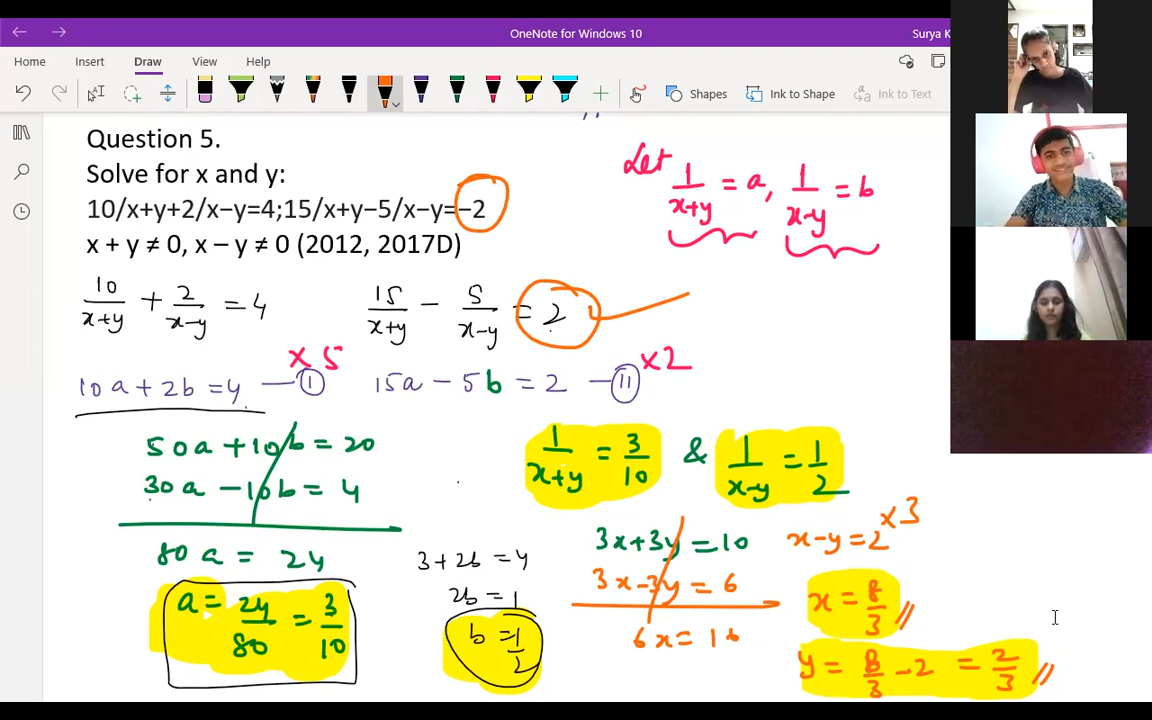 OneNote for Windows 10
Surya K
Home Insert Draw View Help
Shapes Ink to Shape Ink to Text
Question 5.
Solve for x and y:
10/x+y+2/x−y=4;15/x+y−5/x−y=−2
x + y ≠ 0, x – y ≠ 0 (2012, 2017D)
Let 1/x+y = a, 1/x-y = b
10/x+y + 2/x-y = 4
15/x+y − 5/x-y = 2
10a + 2b = 4 — I × 5
15a − 5b = 2 — II ×2
50a + 10b = 20
30a − 10b = 4
80a = 24
a = 24/80 = 3/10
3 + 2b = 4
2b = 1
b = 1/2
1/x+y = 3/10 & 1/x-y = 1/2
3x+3y = 10
x-y = 2 ×3
3x-3y = 6
6x = 16
x = 8/3 //
y = 8/3 - 2 = 2/3 //